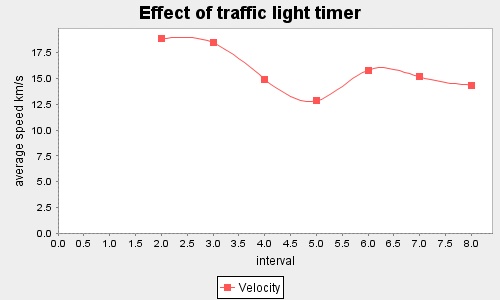 Effect of traffic light timer
average speed km/s
17.5
15.0
12.5
10.0
7.5
5.0
2.5
0.0
0.0 0.5 1.0 1.5 2.0 2.5 3.0 3.5 4.0 4.5 5.0 5.5 6.0 6.5 7.0 7.5 8.0
interval
Velocity